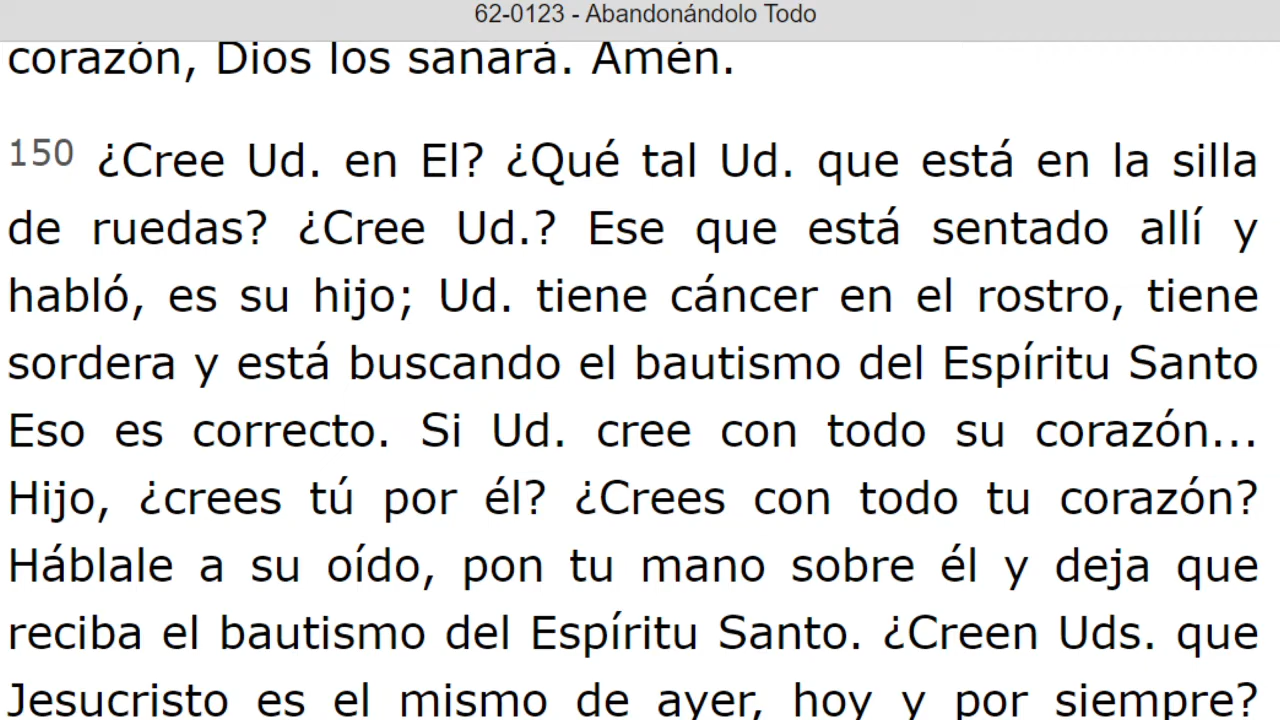 62-0123 - Abandonándolo Todo
corazón, Dios los sanará. Amén.
150 ¿Cree Ud. en El? ¿Qué tal Ud. que está en la silla
de ruedas? ¿Cree Ud.? Ese que está sentado allí y
habló, es su hijo; Ud. tiene cáncer en el rostro, tiene
sordera y está buscando el bautismo del Espíritu Santo
Eso es correcto. Si Ud. cree con todo su corazón...
Hijo, ¿crees tú por él? ¿Crees con todo tu corazón?
Háblale a su oído, pon tu mano sobre él y deja que
reciba el bautismo del Espíritu Santo. ¿Creen Uds. que
Jesucristo es el mismo de ayer, hoy y por siempre?